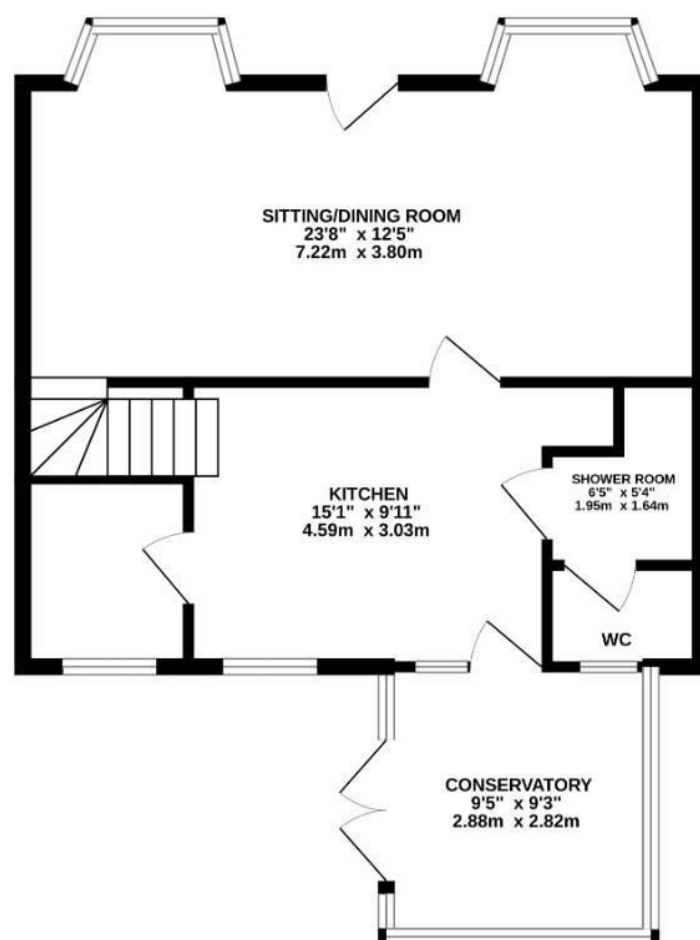 SITTING/DINING ROOM
23'8" x 12'5"
7.22m x 3.80m
KITCHEN
15'1" x 9'11"
4.59m x 3.03m
SHOWER ROOM
6'5" x 5'4"
1.95m x 1.64m
WC
CONSERVATORY
9'5" x 9'3"
2.88m x 2.82m